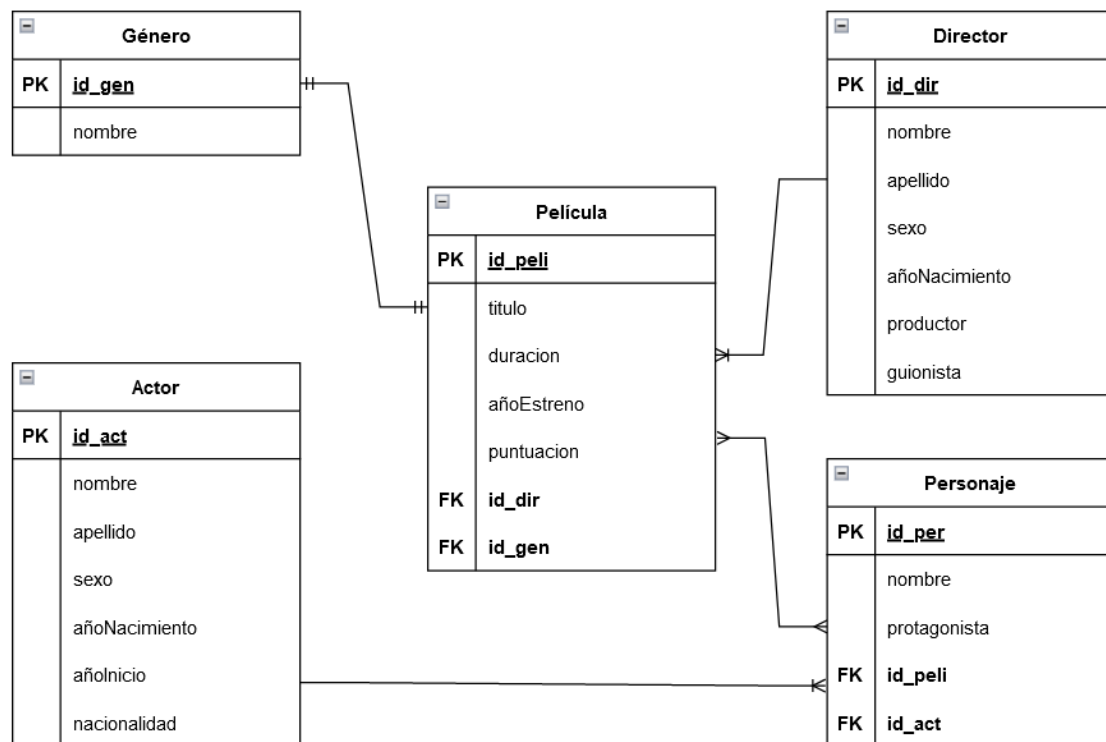 Género
PK id_gen
nombre
Director
PK id_dir
nombre
apellido
sexo
añoNacimiento
productor
guionista
Película
PK id_peli
titulo
duracion
añoEstreno
puntuacion
FK id_dir
FK id_gen
Actor
PK id_act
nombre
apellido
sexo
añoNacimiento
añoInicio
nacionalidad
Personaje
PK id_per
nombre
protagonista
FK id_peli
FK id_act